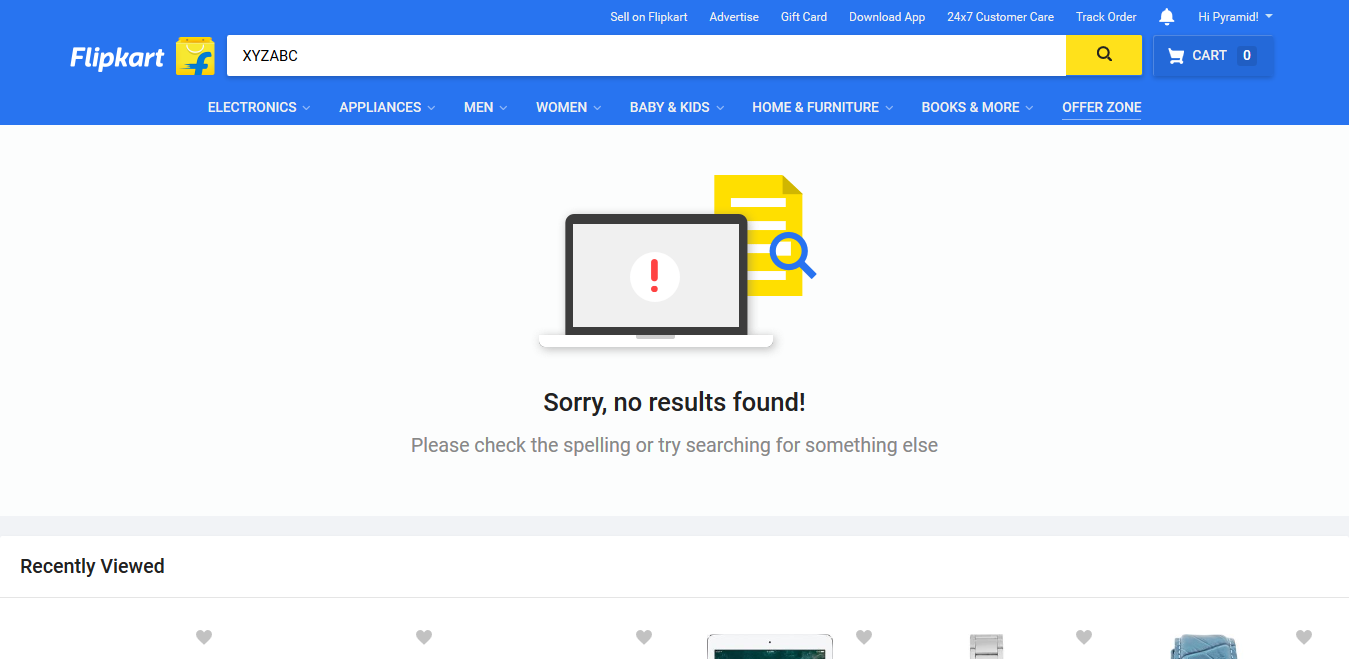 Sell on Flipkart Advertise Gift Card Download App 24x7 Customer Care Track Order Hi Pyramid!
Flipkart XYZABC CART 0
ELECTRONICS APPLIANCES MEN WOMEN BABY & KIDS HOME & FURNITURE BOOKS & MORE OFFER ZONE
Sorry, no results found!
Please check the spelling or try searching for something else
Recently Viewed